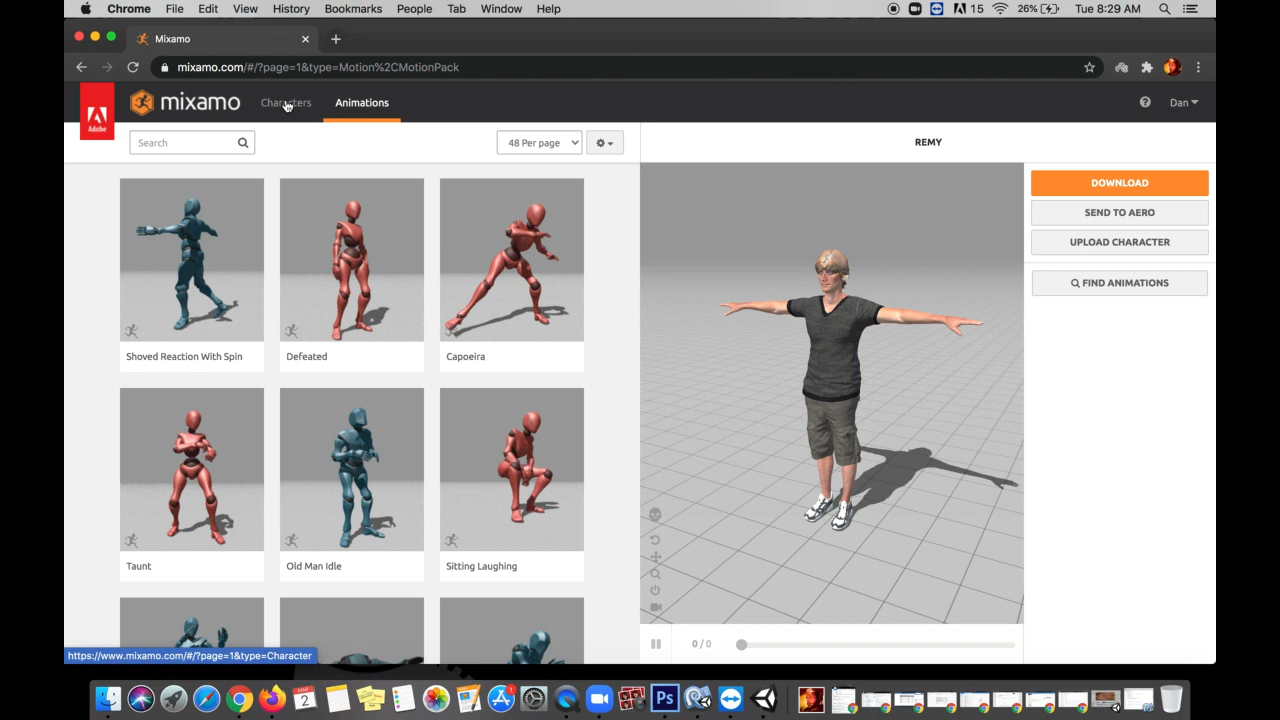 Chrome File Edit View History Bookmarks People Tab Window Help 15 26% Tue 8:29 AM
Mixamo
mixamo.com/#/?page=1&type=Motion%2CMotionPack
Adobe
mixamo Characters Animations Dan
Search 48 Per page REMY
DOWNLOAD
SEND TO AERO
UPLOAD CHARACTER
FIND ANIMATIONS
Shoved Reaction With Spin Defeated Capoeira
Taunt Old Man Idle Sitting Laughing
0 / 0
https://www.mixamo.com/#/?page=1&type=Character
2 Ps